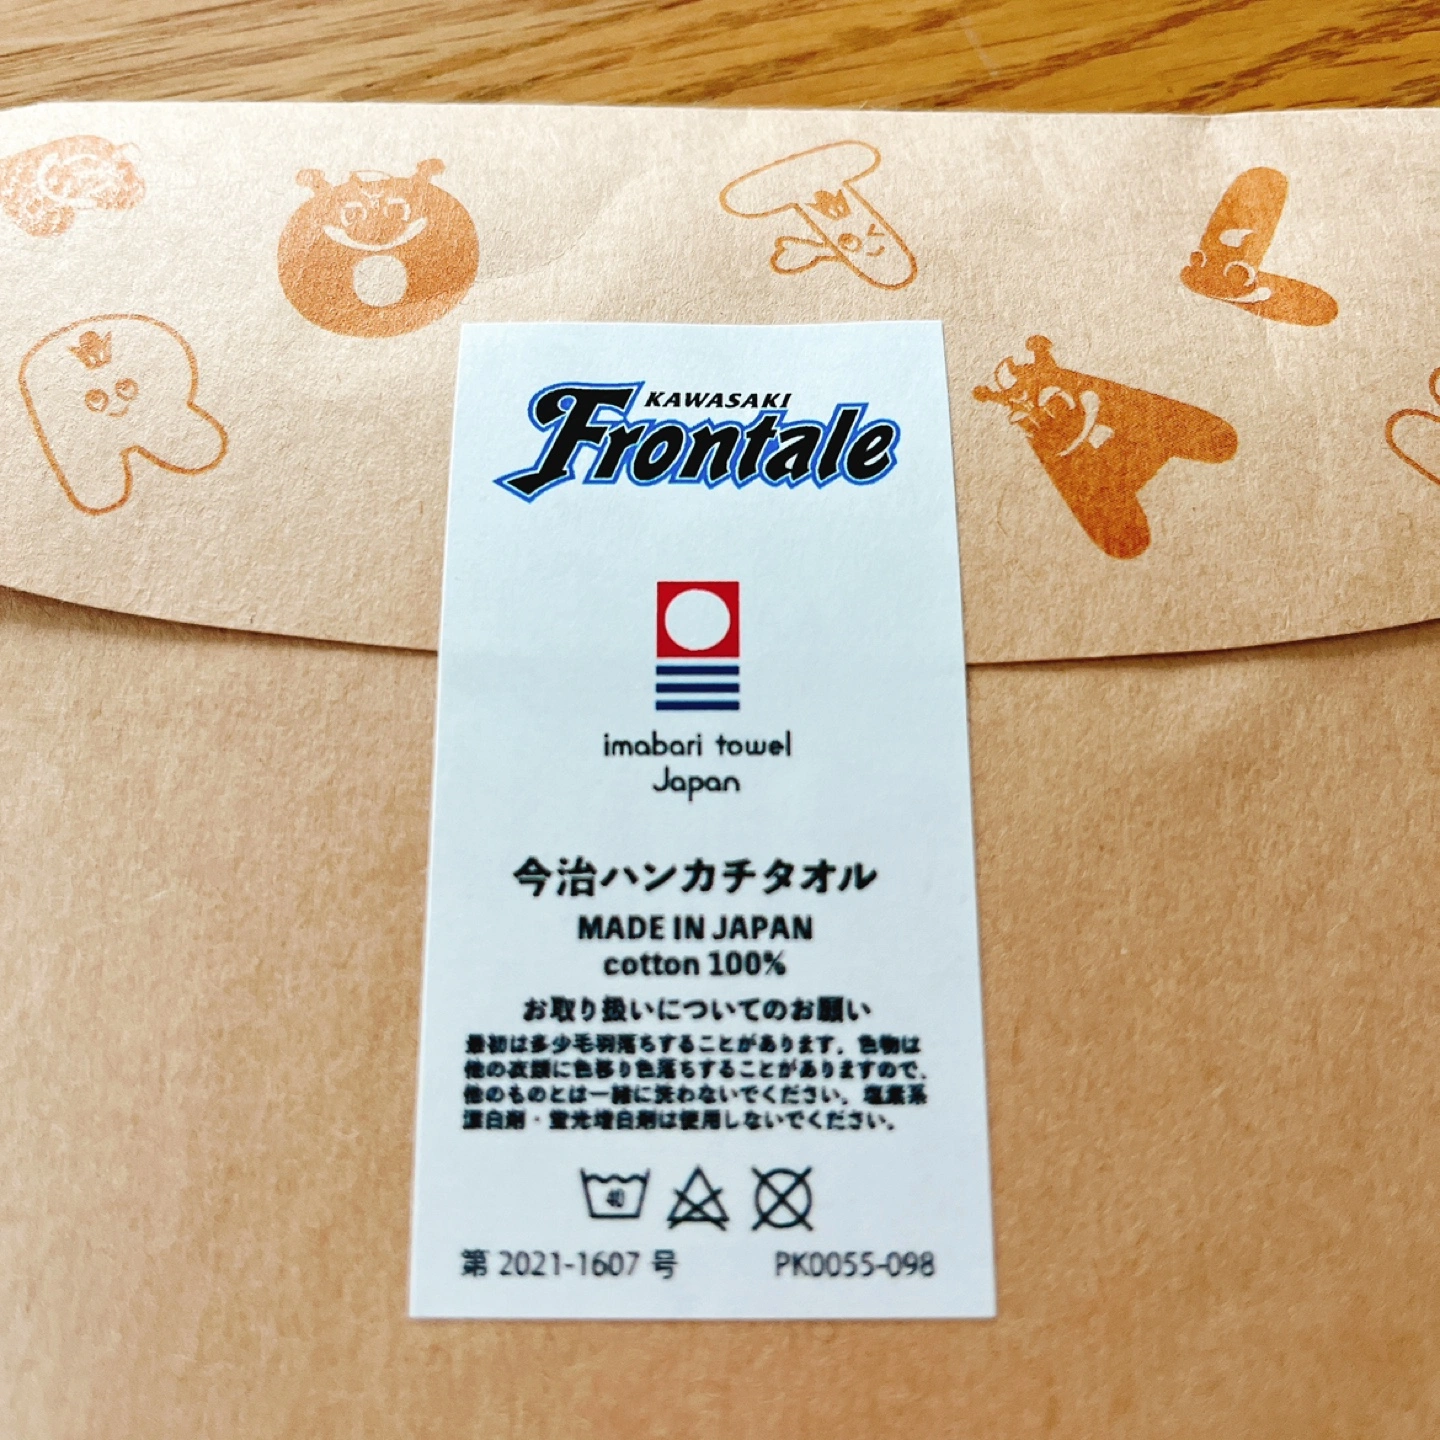 KAWASAKI
Frontale
imabari towel
Japan
今治ハンカチタオル
MADE IN JAPAN
cotton 100%
お取り扱いについてのお願い
最初は多少毛羽落ちすることがあります。色物は
他の衣類に色移り色落ちすることがありますので、
他のものとは一緒に洗わないでください。塩素系
漂白剤・蛍光増白剤は使用しないでください。
40
第 2021-1607 号 PK0055-098